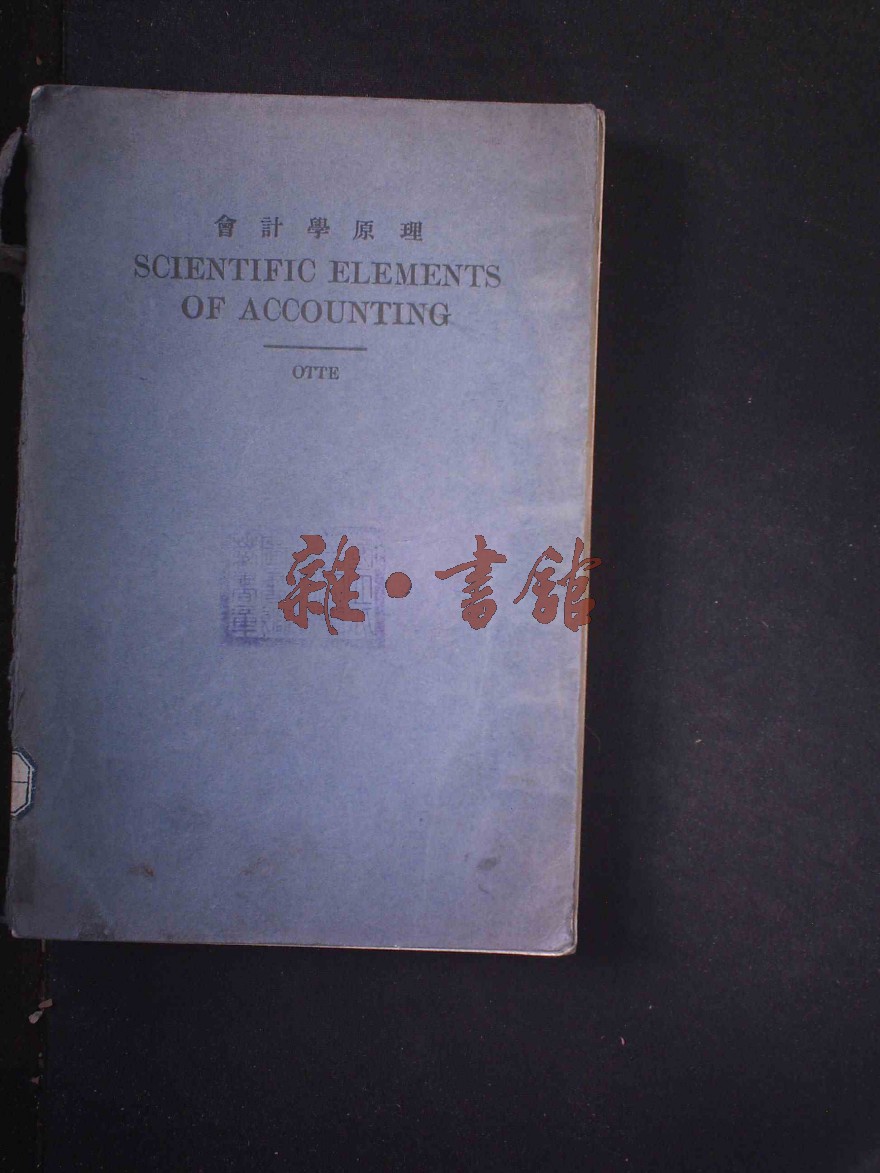 會計學原理
SCIENTIFIC ELEMENTS
OF ACCOUNTING
OTTE
雜·書館